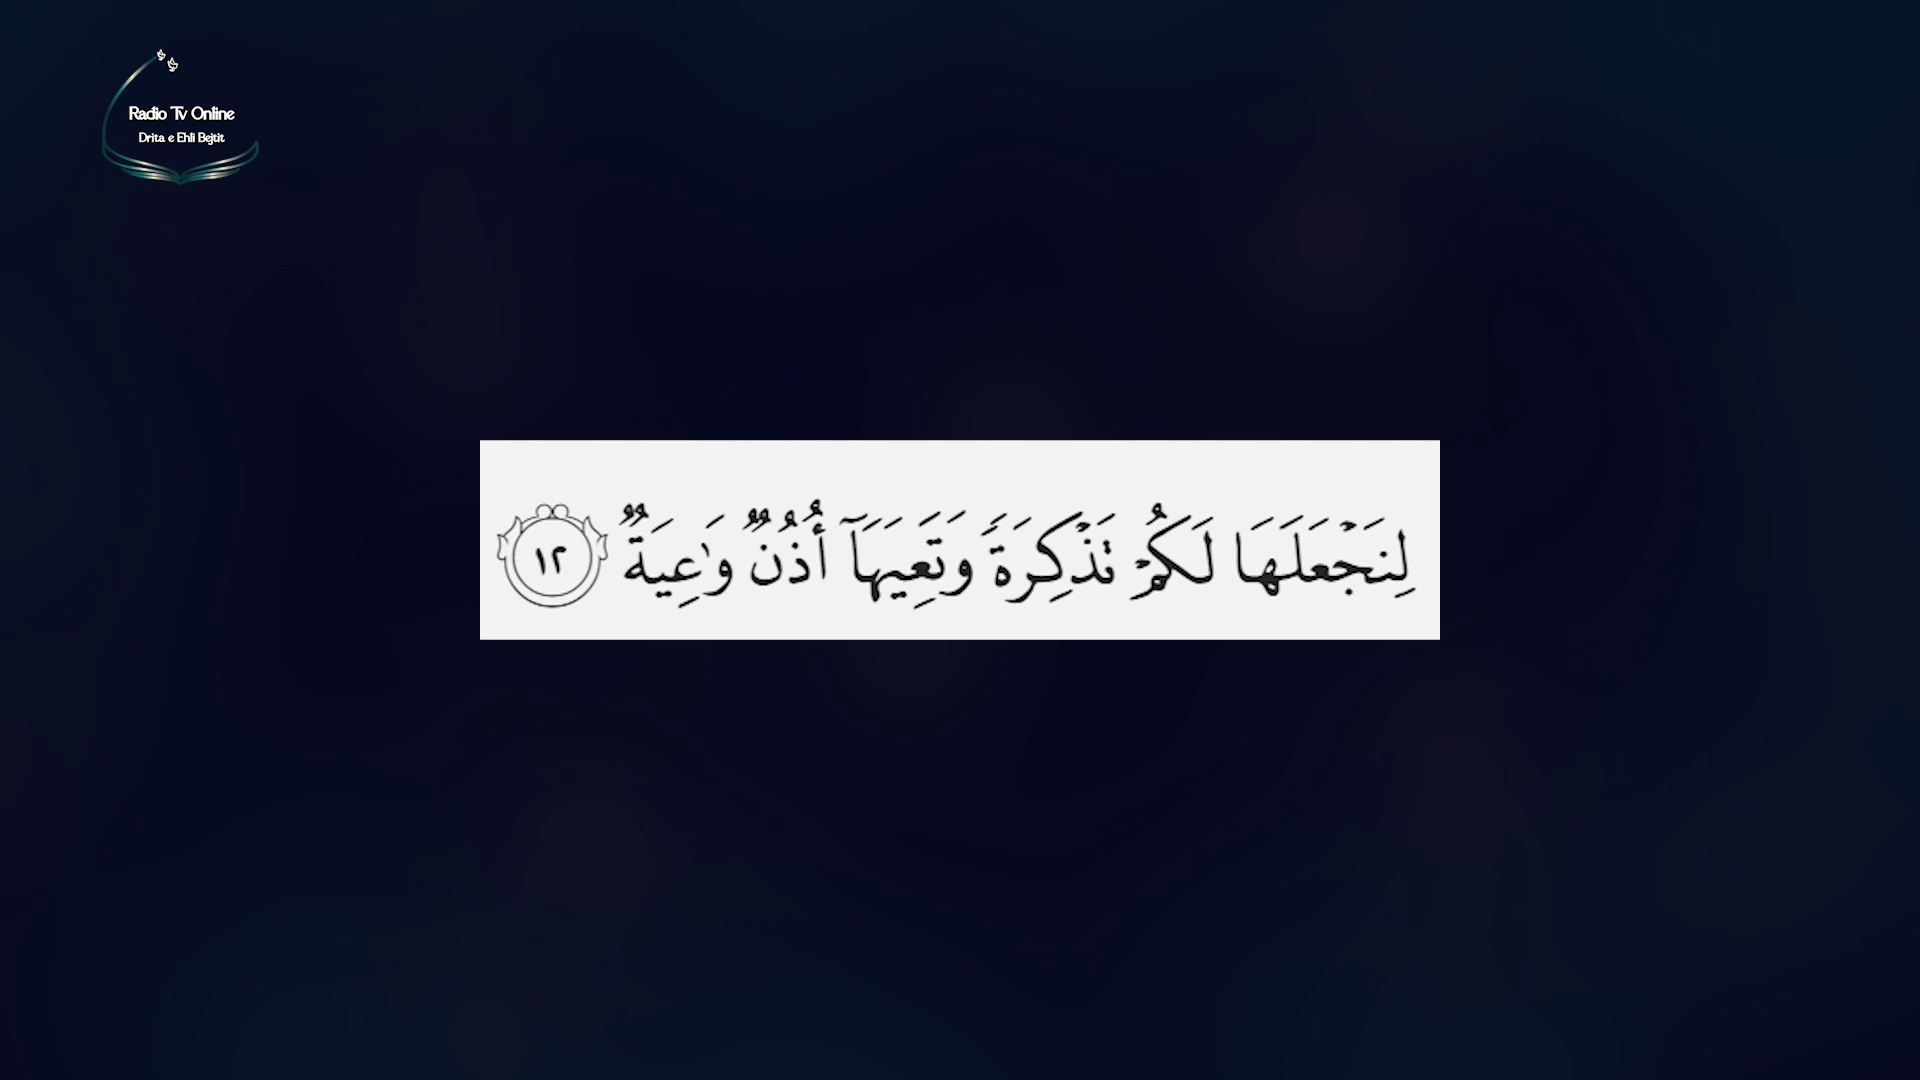 Radio Tv Online
Drita e Ehli Bejtit
لِنَجْعَلَهَا لَكُمْ تَذْكِرَةً وَتَعِيَهَآ أُذُنٌ وَٰعِيَةٌ ١٢